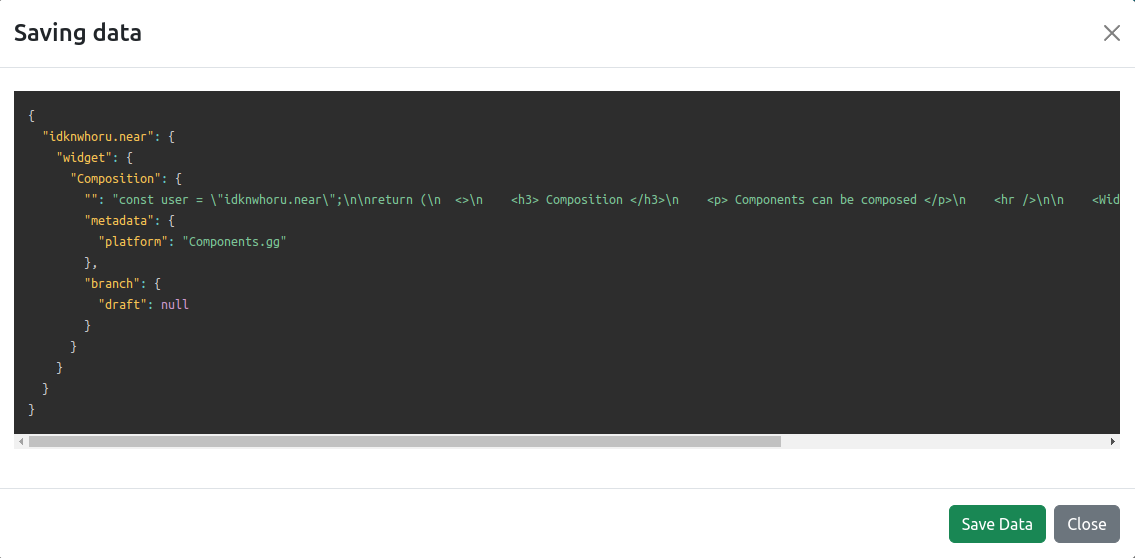 Saving data
{
  "idknwhoru.near": {
    "widget": {
      "Composition": {
        "": "const user = \"idknwhoru.near\";\n\nreturn (\n  <>\n    <h3> Composition </h3>\n    <p> Components can be composed </p>\n    <hr />\n\n    <Wid
        "metadata": {
          "platform": "Components.gg"
        },
        "branch": {
          "draft": null
        }
      }
    }
  }
}
Save Data
Close